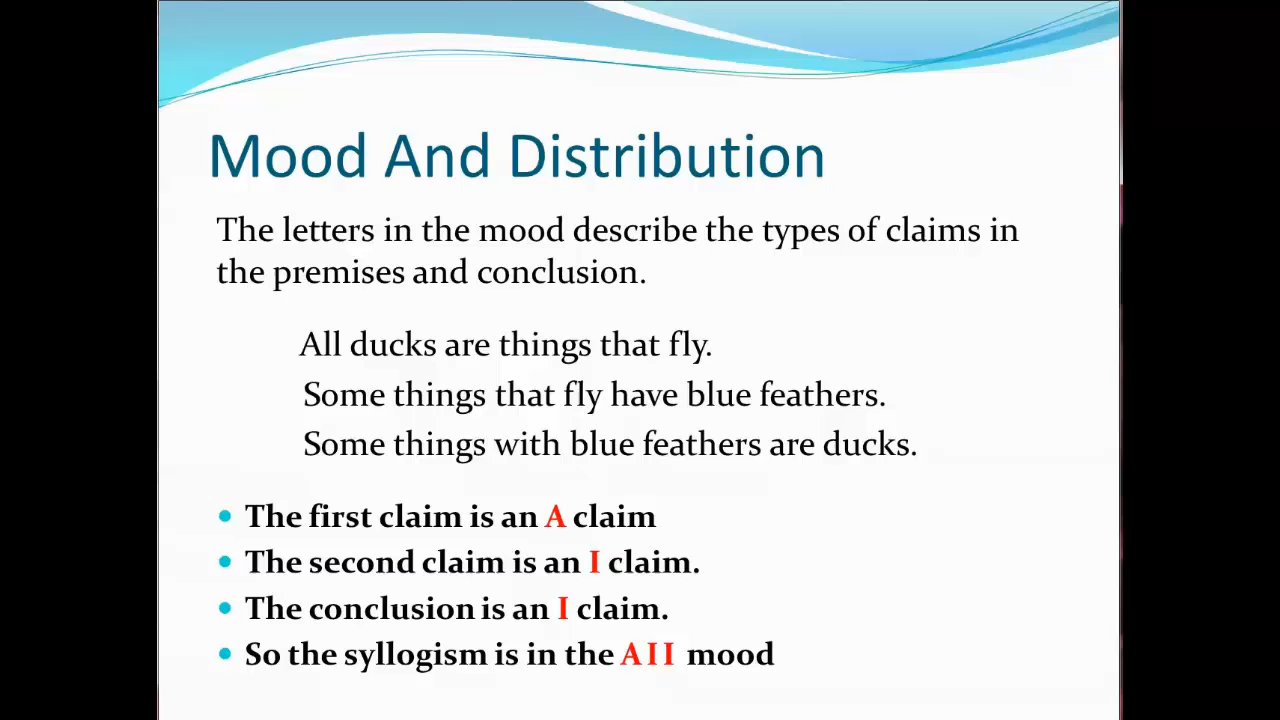 Mood And Distribution
The letters in the mood describe the types of claims in
the premises and conclusion.
All ducks are things that fly.
Some things that fly have blue feathers.
Some things with blue feathers are ducks.
• The first claim is an A claim
• The second claim is an I claim.
• The conclusion is an I claim.
• So the syllogism is in the A I I mood